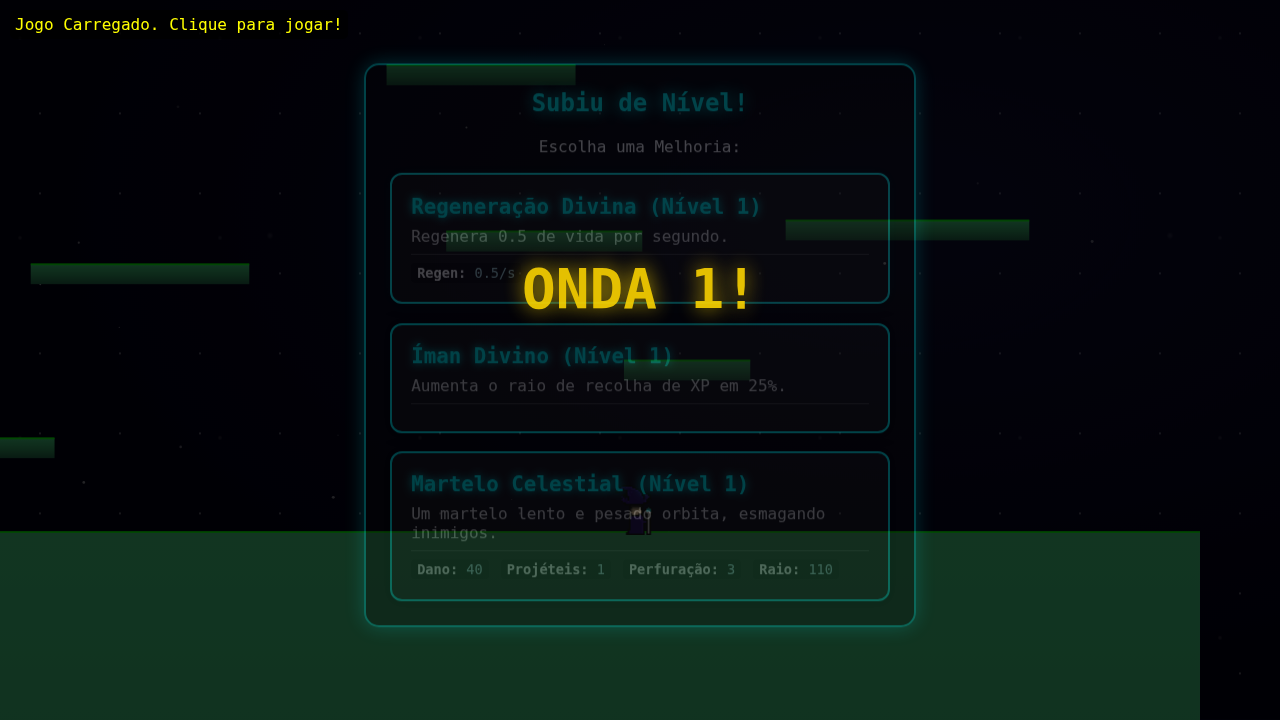 Jogo Carregado. Clique para jogar!
Subiu de Nível!
Escolha uma Melhoria:
Regeneração Divina (Nível 1)
Regenera 0.5 de vida por segundo.
Regen: 0.5/s
ONDA 1!
Íman Divino (Nível 1)
Aumenta o raio de recolha de XP em 25%.
Martelo Celestial (Nível 1)
Um martelo lento e pesado orbita, esmagando
inimigos.
Dano: 40 Projéteis: 1 Perfuração: 3 Raio: 110